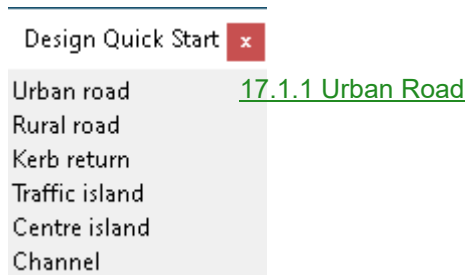 Design Quick Start x
Urban road 17.1.1 Urban Road
Rural road
Kerb return
Traffic island
Centre island
Channel